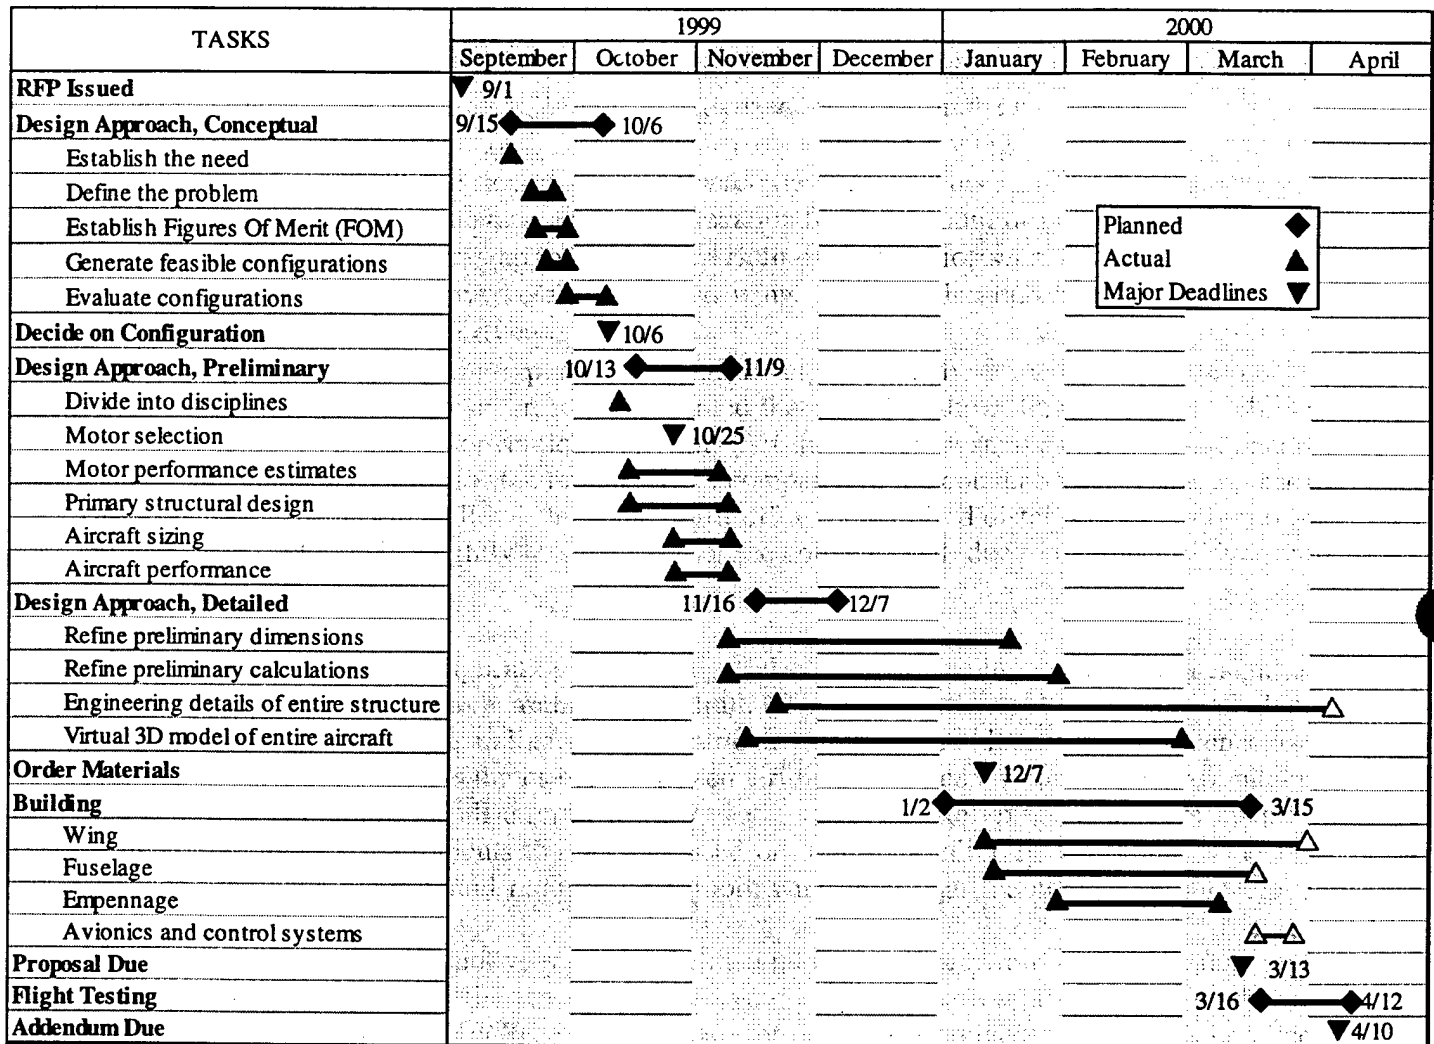 TASKS 1999 2000
September October November December January February March April
RFP Issued 9/1
Design Approach, Conceptual 9/15 10/6
Establish the need
Define the problem
Establish Figures Of Merit (FOM)
Generate feasible configurations
Evaluate configurations
Planned
Actual
Major Deadlines
Decide on Configuration 10/6
Design Approach, Preliminary 10/13 11/9
Divide into disciplines
Motor selection 10/25
Motor performance estimates
Primary structural design
Aircraft sizing
Aircraft performance
Design Approach, Detailed 11/16 12/7
Refine preliminary dimensions
Refine preliminary calculations
Engineering details of entire structure
Virtual 3D model of entire aircraft
Order Materials 12/7
Building 1/2 3/15
Wing
Fuselage
Empennage
Avionics and control systems
Proposal Due 3/13
Flight Testing 3/16 4/12
Addendum Due 4/10